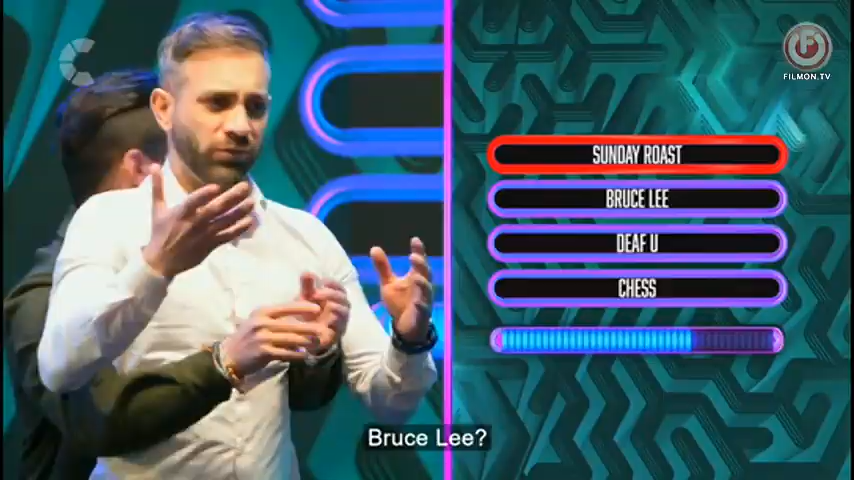 FILMON.TV
SUNDAY ROAST
BRUCE LEE
DEAF U
CHESS
Bruce Lee?